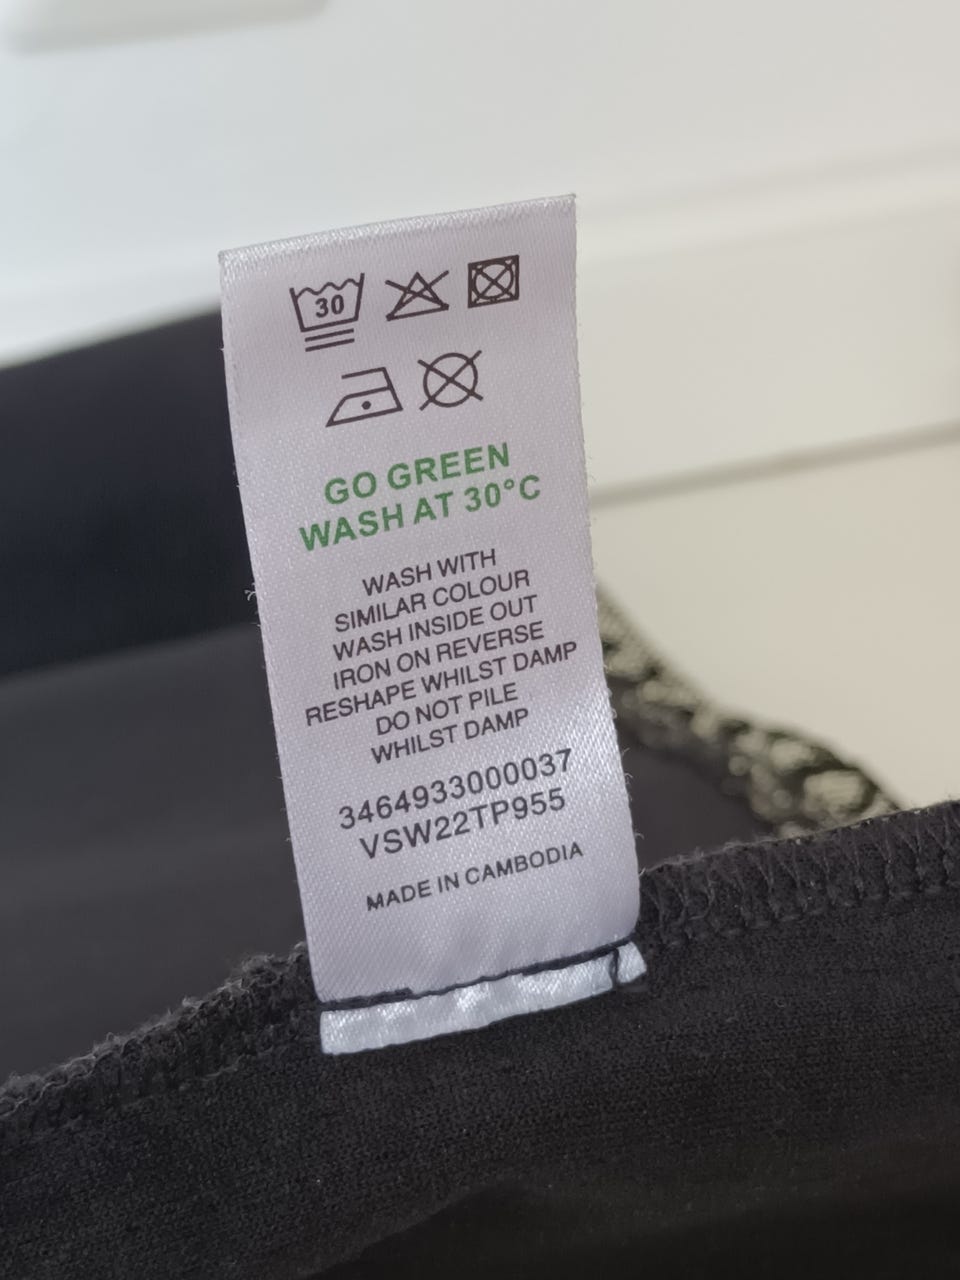 30
GO GREEN
WASH AT 30°C
WASH WITH
SIMILAR COLOUR
WASH INSIDE OUT
IRON ON REVERSE
RESHAPE WHILST DAMP
DO NOT PILE
WHILST DAMP
3464933000037
VSW22TP955
MADE IN CAMBODIA